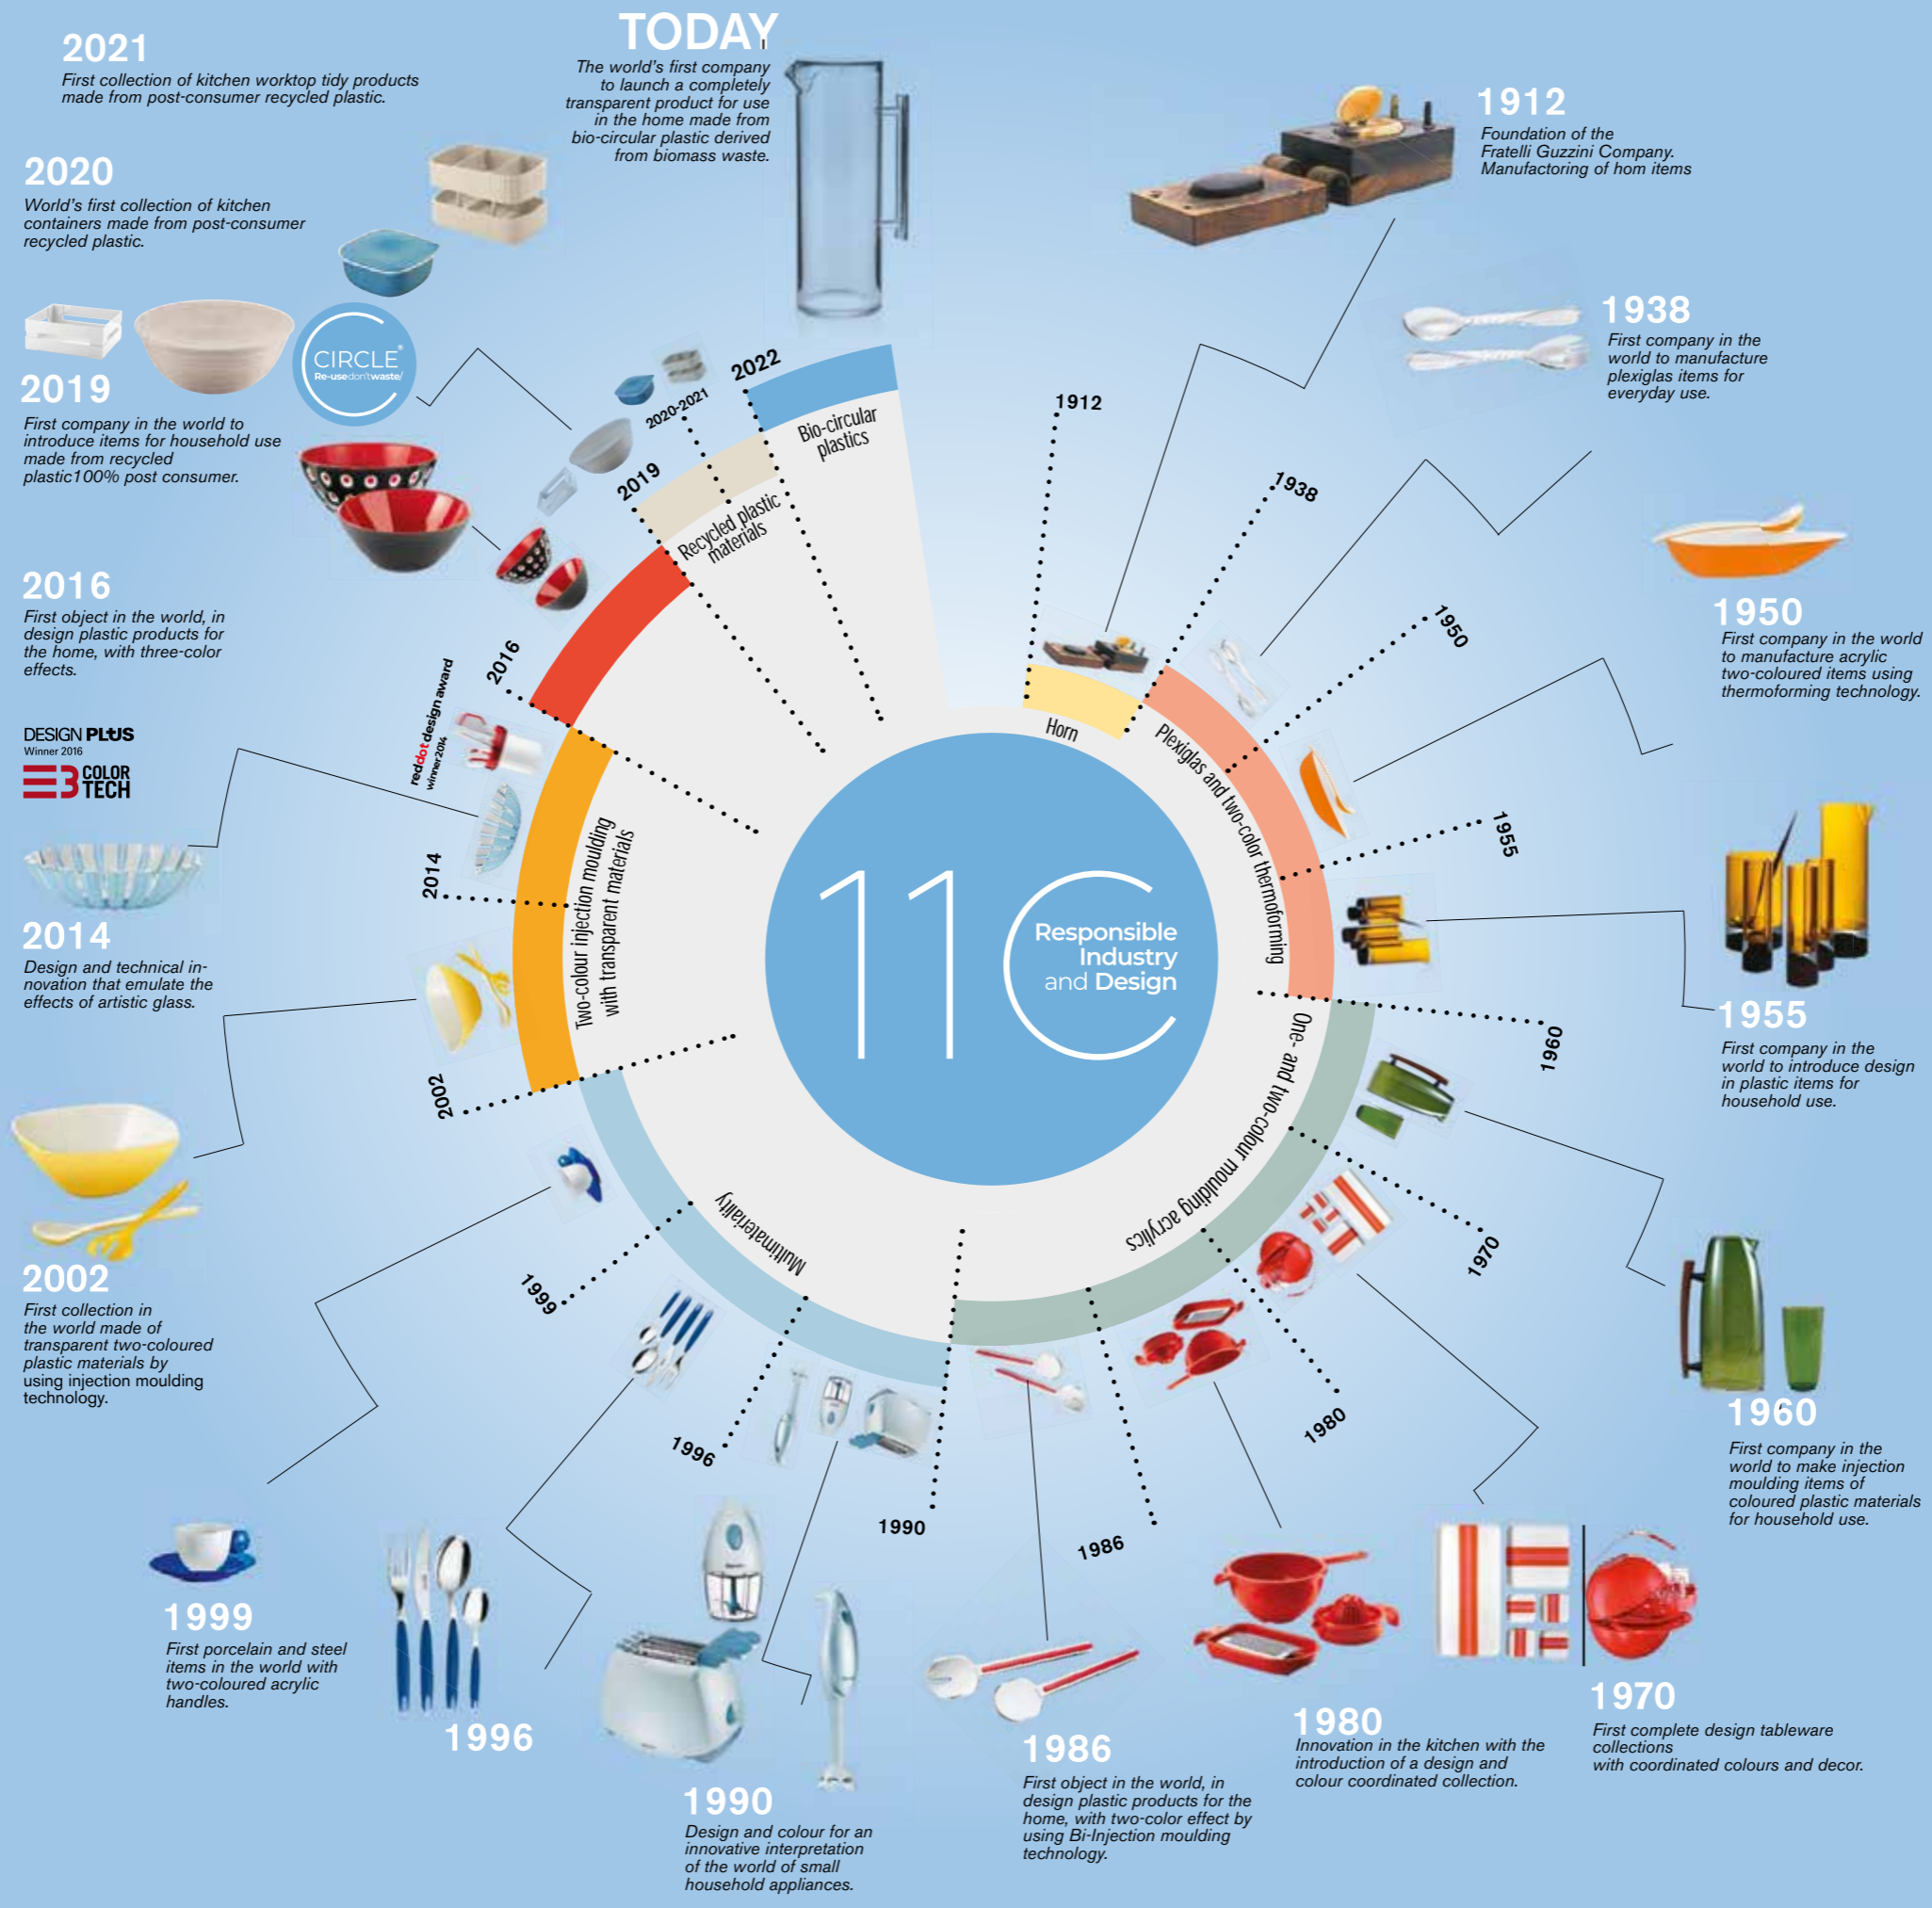 2021
First collection of kitchen worktop tidy products
made from post-consumer recycled plastic.
TODAY
The world's first company
to launch a completely
transparent product for use
in the home made from
bio-circular plastic derived
from biomass waste.
1912
Foundation of the
Fratelli Guzzini Company.
Manufactoring of hom items
2020
World's first collection of kitchen
containers made from post-consumer
recycled plastic.
1938
First company in the
world to manufacture
plexiglas items for
everyday use.
CIRCLE®
Re-use don't waste/
2019
First company in the world to
introduce items for household use
made from recycled
plastic100% post consumer.
1950
First company in the world
to manufacture acrylic
two-coloured items using
thermoforming technology.
2016
First object in the world, in
design plastic products for
the home, with three-color
effects.
DESIGN PLUS
Winner 2016
E3 COLOR
TECH
reddot design award
winner 2014
2014
Design and technical in-
novation that emulate the
effects of artistic glass.
1955
First company in the
world to introduce design
in plastic items for
household use.
2002
First collection in
the world made of
transparent two-coloured
plastic materials by
using injection moulding
technology.
1960
First company in the
world to make injection
moulding items of
coloured plastic materials
for household use.
1999
First porcelain and steel
items in the world with
two-coloured acrylic
handles.
1996
1990
Design and colour for an
innovative interpretation
of the world of small
household appliances.
1986
First object in the world, in
design plastic products for the
home, with two-color effect by
using Bi-Injection moulding
technology.
1980
Innovation in the kitchen with the
introduction of a design and
colour coordinated collection.
1970
First complete design tableware
collections
with coordinated colours and decor.
1912
1938
1950
1955
1960
1970
1980
1986
1990
1996
1999
2002
2014
2016
2019
2020-2021
2022
Horn
Plexiglas and two-color thermoforming
One- and two-colour moulding acrylics
Multimateriality
Two-colour injection moulding
with transparent materials
Recycled plastic
materials
Bio-circular
plastics
11C
Responsible
Industry
and Design